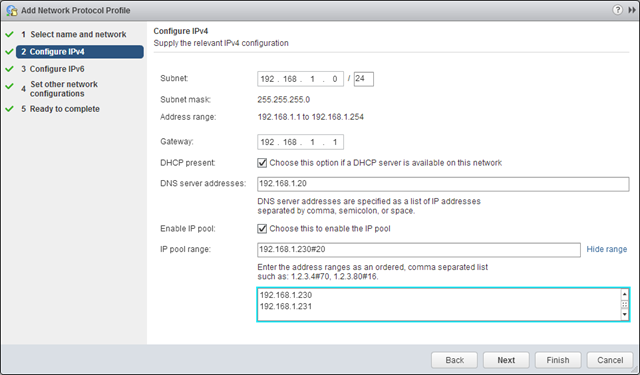 Add Network Protocol Profile
1 Select name and network
2 Configure IPv4
3 Configure IPv6
4 Set other network
configurations
5 Ready to complete
Configure IPv4
Supply the relevant IPv4 configuration
Subnet: 192 . 168 . 1 . 0 / 24
Subnet mask: 255.255.255.0
Address range: 192.168.1.1 to 192.168.1.254
Gateway: 192 . 168 . 1 . 1
DHCP present: Choose this option if a DHCP server is available on this network
DNS server addresses: 192.168.1.20
DNS server addresses are specified as a list of IP addresses
separated by comma, semicolon, or space.
Enable IP pool: Choose this to enable the IP pool
IP pool range: 192.168.1.230#20 Hide range
Enter the address ranges as an ordered, comma separated list
such as: 1.2.3.4#70, 1.2.3.80#16.
192.168.1.230
192.168.1.231
Back Next Finish Cancel